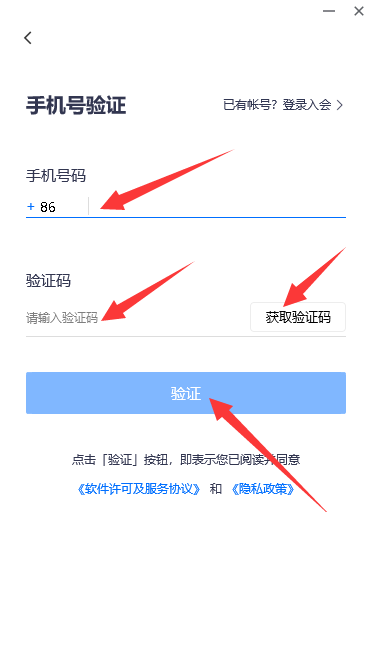 手机号验证
已有帐号？登录入会 >
手机号码
+ 86
验证码
请输入验证码
获取验证码
验证
点击「验证」按钮，即表示您已阅读并同意
《软件许可及服务协议》 和 《隐私政策》